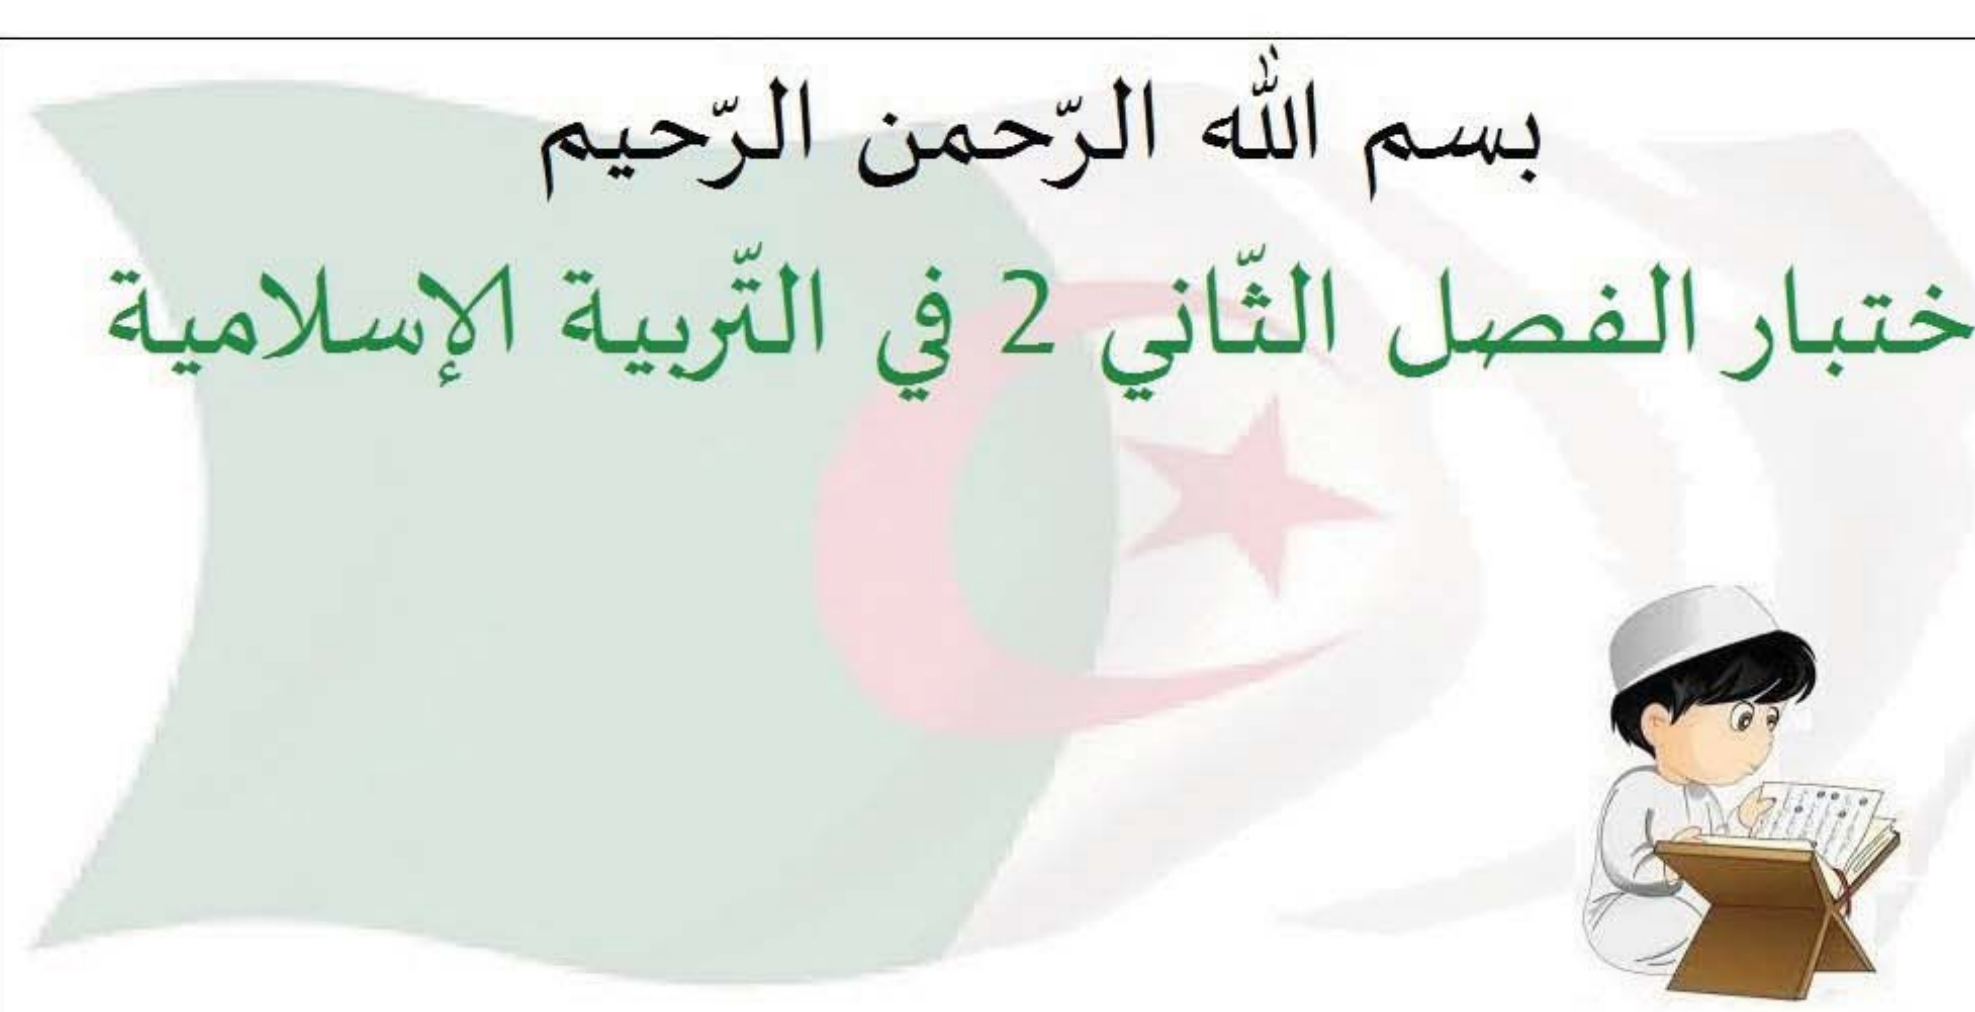 بسم الله الرّحمن الرّحيم
ختبار الفصل الثّاني 2 في التّربية الإسلامية